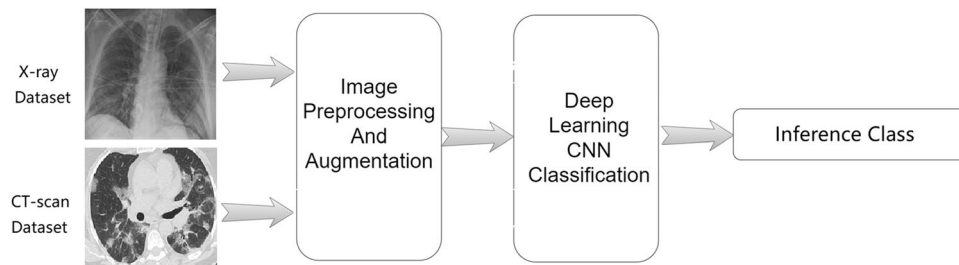 X-ray
Dataset
CT-scan
Dataset
Image
Preprocessing
And
Augmentation
Deep
Learning
CNN
Classification
Inference Class